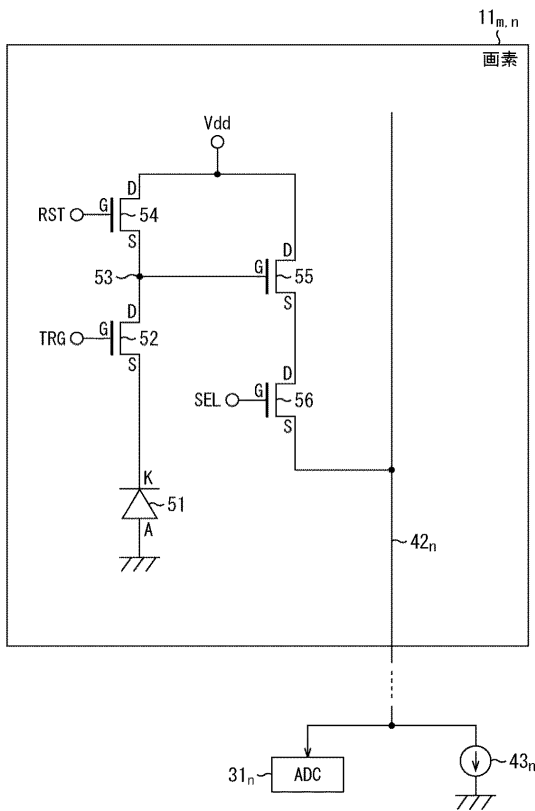 11m,n
画素
Vdd
D
RST G 54
S
53
D
G 55
S
D
TRG G 52
S
D
SEL G 56
S
K
51
A
42n
31n ADC
43n